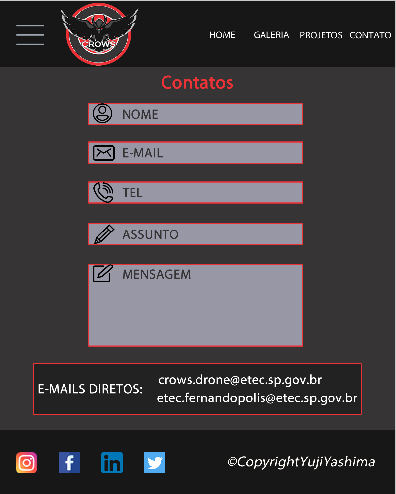 CROWS
HOME GALERIA PROJETOS CONTATO
Contatos
NOME
E-MAIL
TEL
ASSUNTO
MENSAGEM
E-MAILS DIRETOS: crows.drone@etec.sp.gov.br
etec.fernandopolis@etec.sp.gov.br
©CopyrightYujiYashima